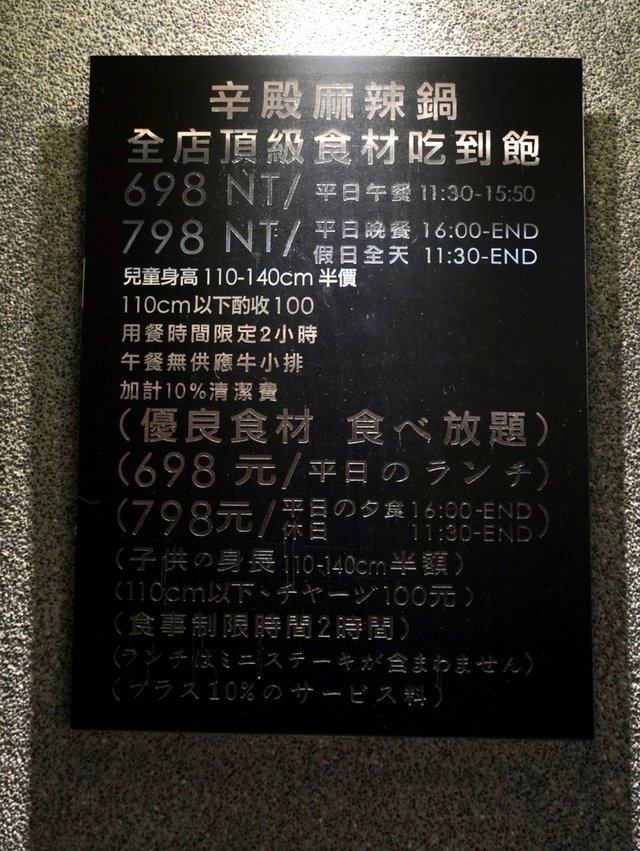 辛殿麻辣鍋
全店頂級食材吃到飽
698 NT/ 平日午餐 11:30-15:50
798 NT/ 平日晚餐 16:00-END
假日全天 11:30-END
兒童身高 110-140cm 半價
110cm以下酌收100
用餐時間限定2小時
午餐無供應牛小排
加計10%清潔費
(優良食材 食べ放題)
(698 元/平日のランチ)
(798元/平日の夕食 16:00-END)
休日 11:30-END
(子供の身長 110-140cm 半額)
(110cm以下、チャーヅ 100元)
(食事制限時間2時間)
(ランチはミニステーキが含まわません)
(プラス10%のサービス料)